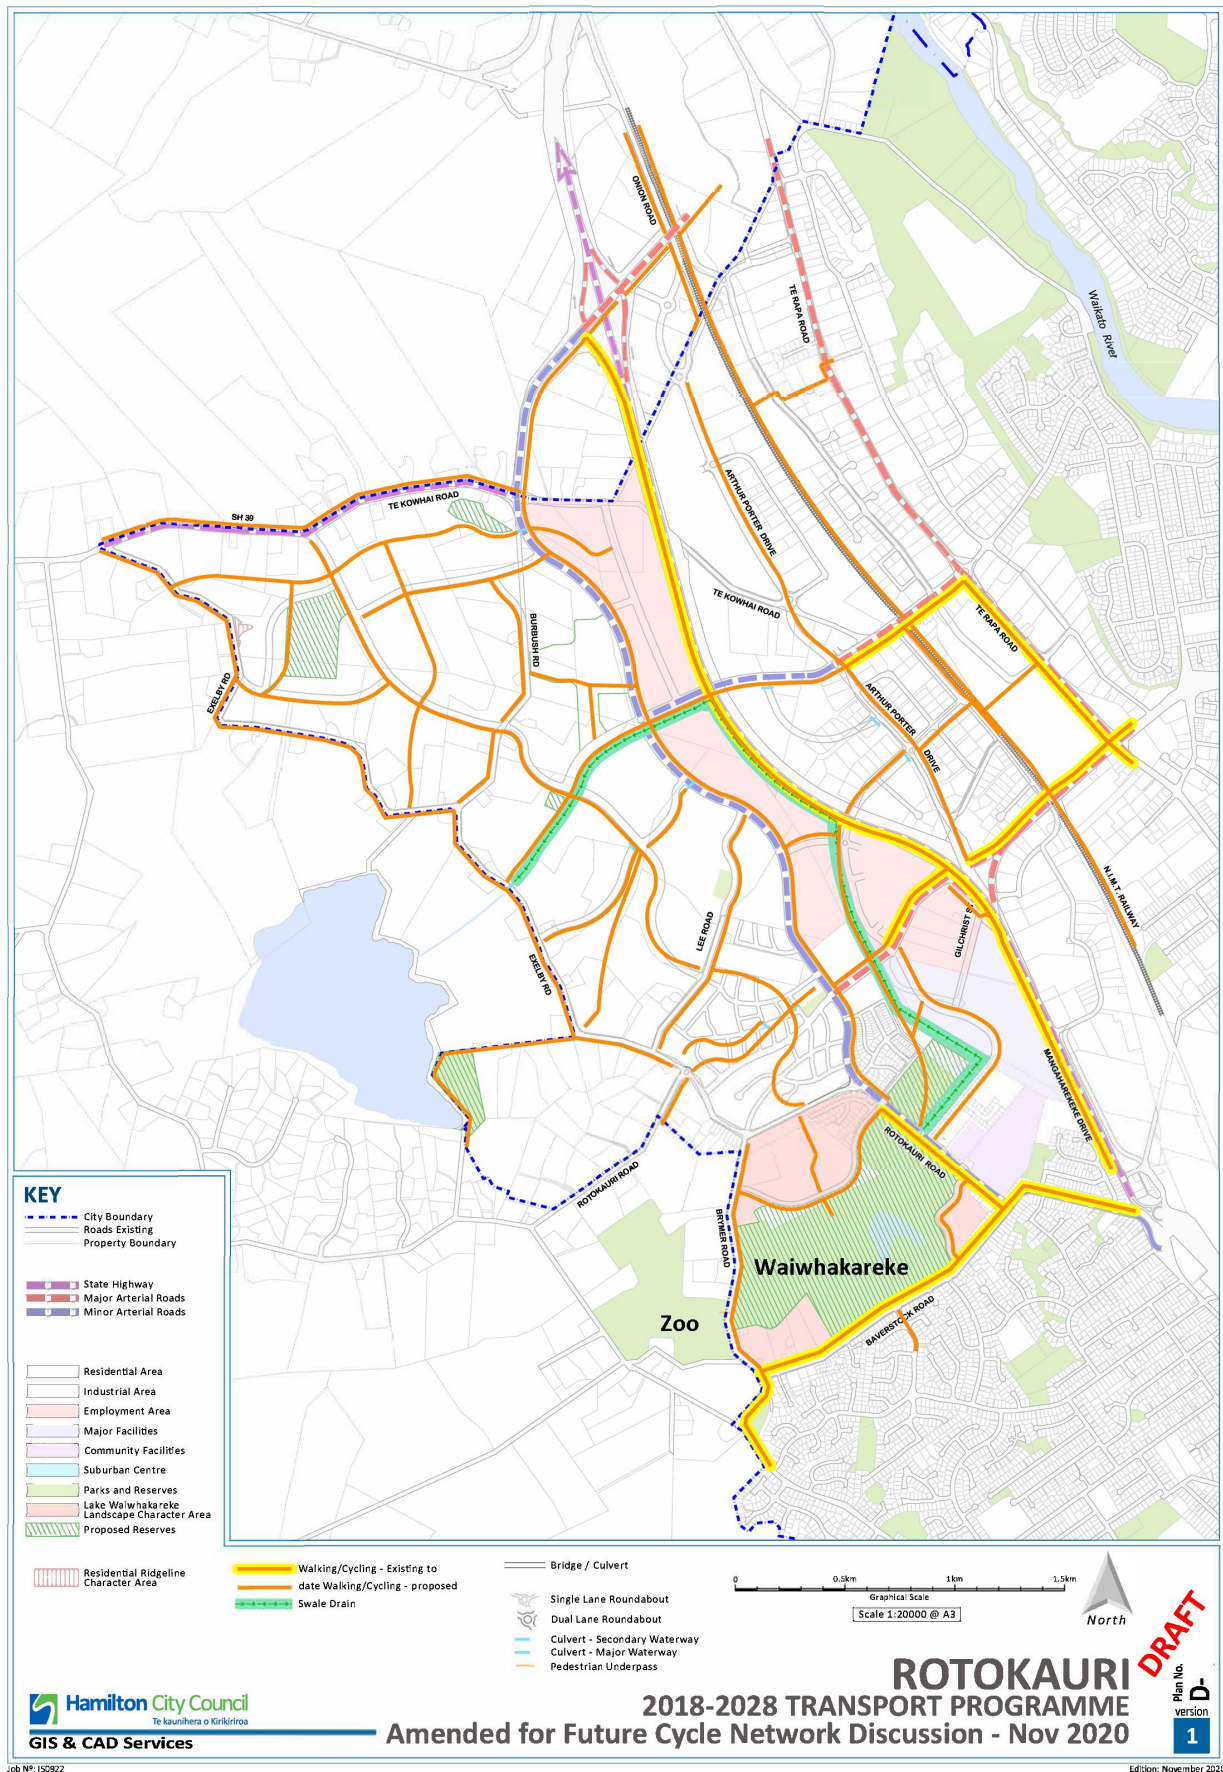 ONION ROAD
TE RAPA ROAD
Waikato River
SH 39
TE KOWHAI ROAD
ARTHUR PORTER DRIVE
TE KOWHAI ROAD
TE RAPA ROAD
BURBUSH RD
EXELBY RD
ARTHUR PORTER
DRIVE
N.I.M.T. RAILWAY
LEE ROAD
GILCHRIST
EXELBY RD
MANGAHAREKEKE DRIVE
ROTOKAURI ROAD
ROTOKAURI ROAD
BRYMER ROAD
Waiwhakareke
Zoo
BAVERSTOCK ROAD
KEY
City Boundary
Roads Existing
Property Boundary
State Highway
Major Arterial Roads
Minor Arterial Roads
Residential Area
Industrial Area
Employment Area
Major Facilities
Community Facilities
Suburban Centre
Parks and Reserves
Lake Waiwhakareke
Landscape Character Area
Proposed Reserves
Residential Ridgeline
Character Area
Walking/Cycling - Existing to
date Walking/Cycling - proposed
Swale Drain
Bridge / Culvert
Single Lane Roundabout
Dual Lane Roundabout
Culvert - Secondary Waterway
Culvert - Major Waterway
Pedestrian Underpass
0 0.5km 1km 1.5km
Graphical Scale
Scale 1:20000 @ A3
North
DRAFT
ROTOKAURI
2018-2028 TRANSPORT PROGRAMME
Amended for Future Cycle Network Discussion - Nov 2020
Plan No.
D-
version
1
Hamilton City Council
Te kaunihera o Kirikiriroa
GIS & CAD Services
Job Nº: IS0922
Edition: November 2020